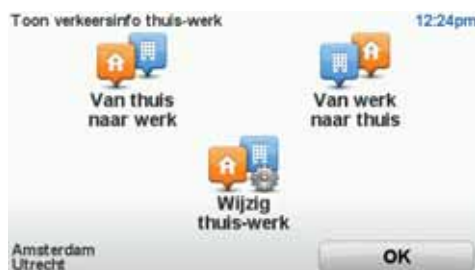 Toon verkeersinfo thuis-werk 12:24pm
Van thuis
naar werk
Van werk
naar thuis
Wijzig
thuis-werk
Amsterdam
Utrecht
OK